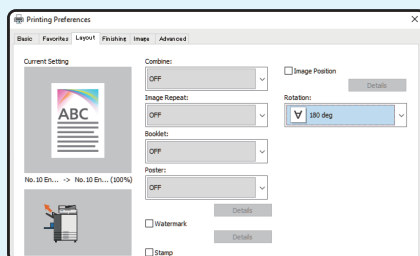 Printing Preferences
Basic Favorites Layout Finishing Image Advanced
Current Setting
ABC
No. 10 En... -> No. 10 En... (100%)
Combine:
OFF
Image Repeat:
OFF
Booklet:
OFF
Poster:
OFF
Details
Watermark
Details
Stamp
Image Position
Details
Rotation:
180 deg